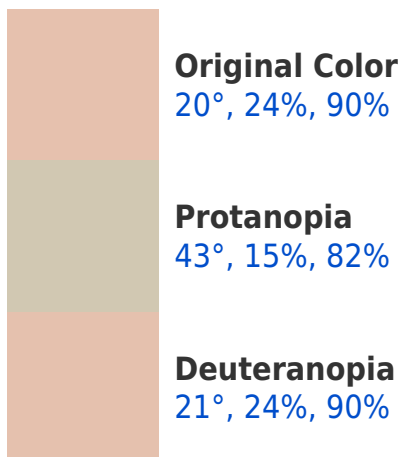 Original Color
20°, 24%, 90%
Protanopia
43°, 15%, 82%
Deuteranopia
21°, 24%, 90%